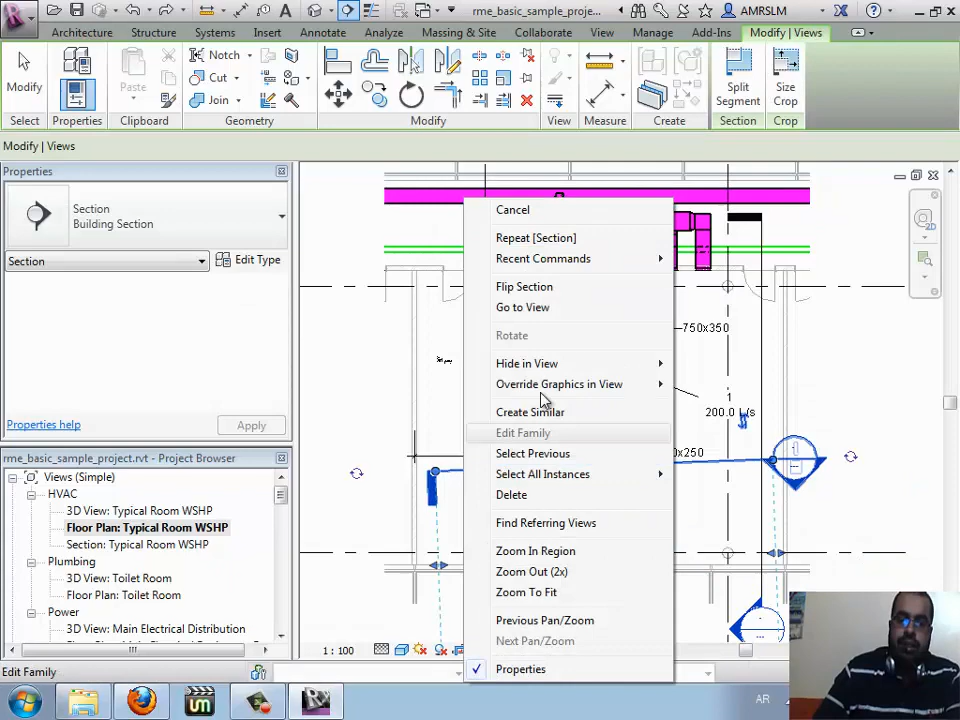 rme_basic_sample_proje...
AMRSLM
Architecture
Structure
Systems
Insert
Annotate
Analyze
Massing & Site
Collaborate
View
Manage
Add-Ins
Modify | Views
Modify
Properties
Paste
Notch
Cut
Join
Split
Segment
Size
Crop
Select
Properties
Clipboard
Geometry
Modify
View
Measure
Create
Section
Crop
Modify | Views
Properties
Section
Building Section
Section
Edit Type
Properties help
Apply
rme_basic_sample_project.rvt - Project Browser
Views (Simple)
HVAC
3D View: Typical Room WSHP
Floor Plan: Typical Room WSHP
Section: Typical Room WSHP
Plumbing
3D View: Toilet Room
Floor Plan: Toilet Room
Power
3D View: Main Electrical Distribution
Cancel
Repeat [Section]
Recent Commands
Flip Section
Go to View
Rotate
Hide in View
Override Graphics in View
Create Similar
Edit Family
Select Previous
Select All Instances
Delete
Find Referring Views
Zoom In Region
Zoom Out (2x)
Zoom To Fit
Previous Pan/Zoom
Next Pan/Zoom
Properties
750x350
1
200.0 L/s
0x250
2D
1 : 100
Edit Family
AR